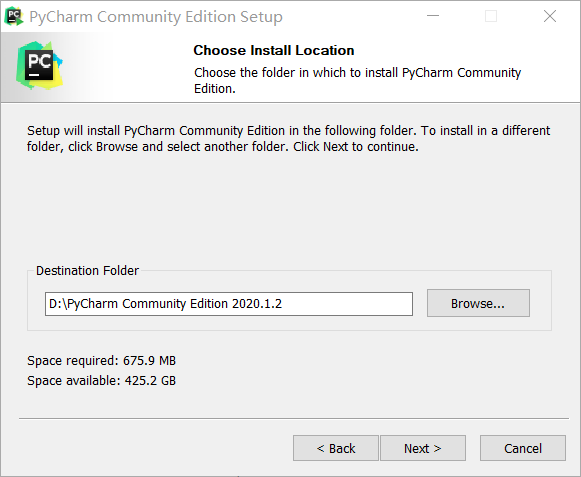 PyCharm Community Edition Setup
PC
Choose Install Location
Choose the folder in which to install PyCharm Community
Edition.
Setup will install PyCharm Community Edition in the following folder. To install in a different
folder, click Browse and select another folder. Click Next to continue.
Destination Folder
D:\PyCharm Community Edition 2020.1.2
Browse...
Space required: 675.9 MB
Space available: 425.2 GB
< Back
Next >
Cancel